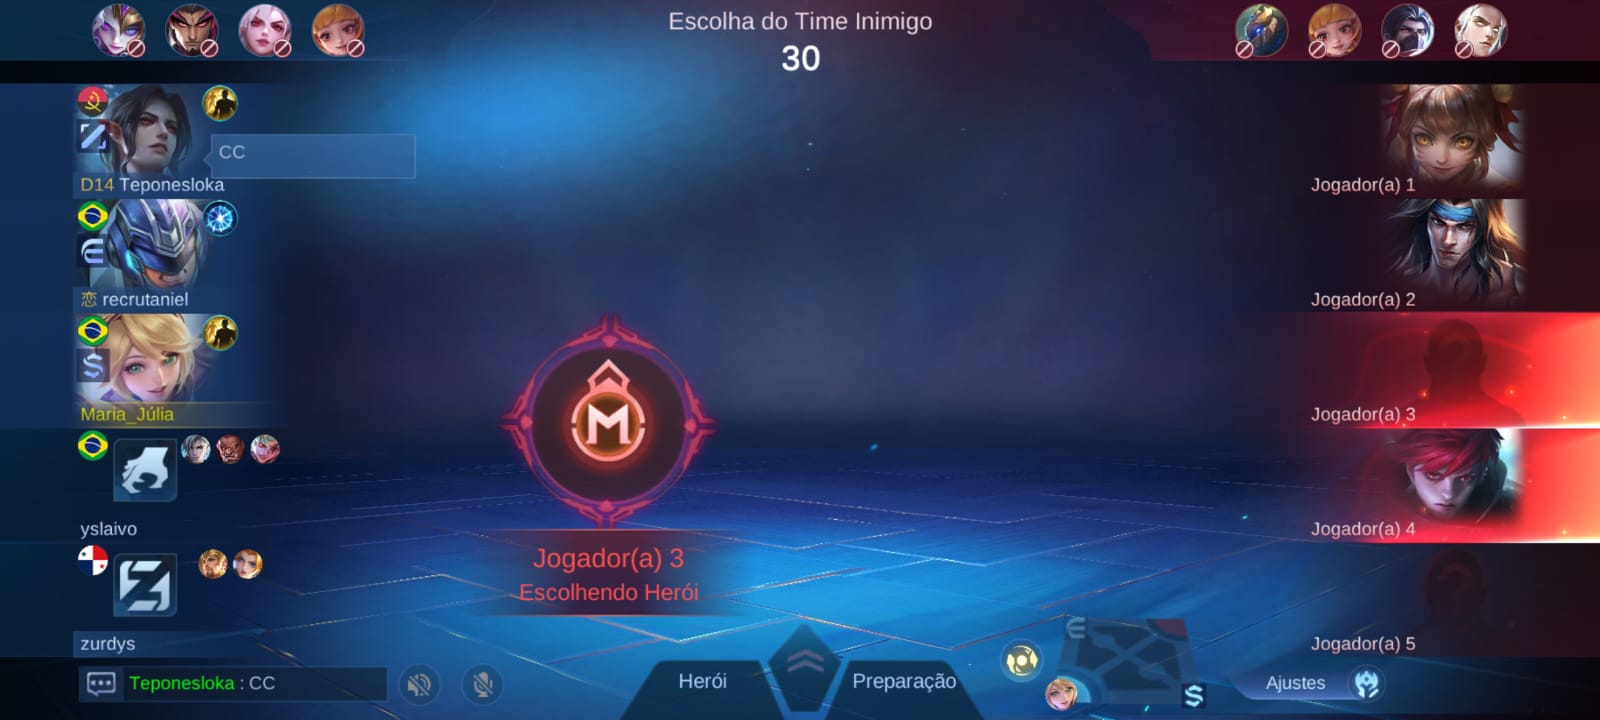 Escolha do Time Inimigo
30
CC
D14 Teponesloka
恋 recrutaniel
Maria_Júlia
yslaivo
zurdys
Teponesloka : CC
Jogador(a) 3
Escolhendo Herói
Herói
Preparação
Ajustes
Jogador(a) 1
Jogador(a) 2
Jogador(a) 3
Jogador(a) 4
Jogador(a) 5